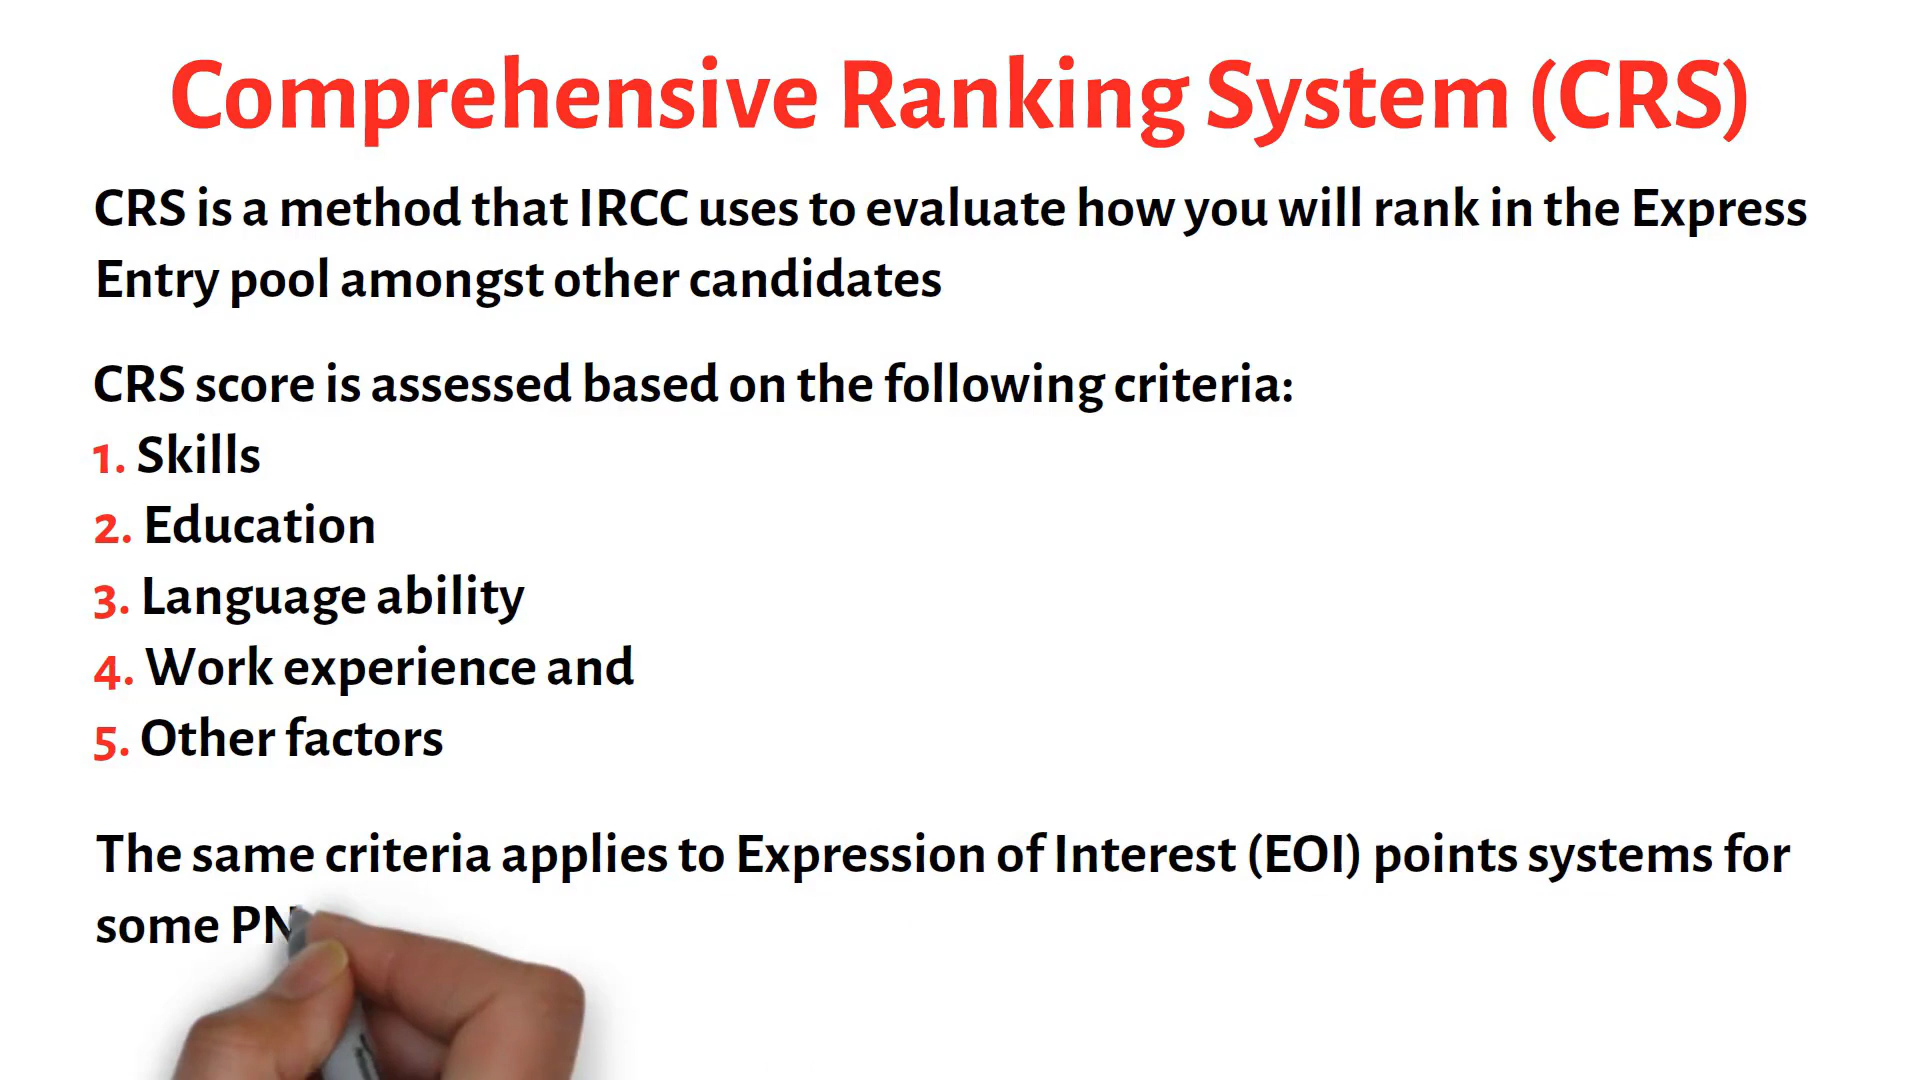 Comprehensive Ranking System (CRS)
CRS is a method that IRCC uses to evaluate how you will rank in the Express
Entry pool amongst other candidates
CRS score is assessed based on the following criteria:
1. Skills
2. Education
3. Language ability
4. Work experience and
5. Other factors
The same criteria applies to Expression of Interest (EOI) points systems for
some PN